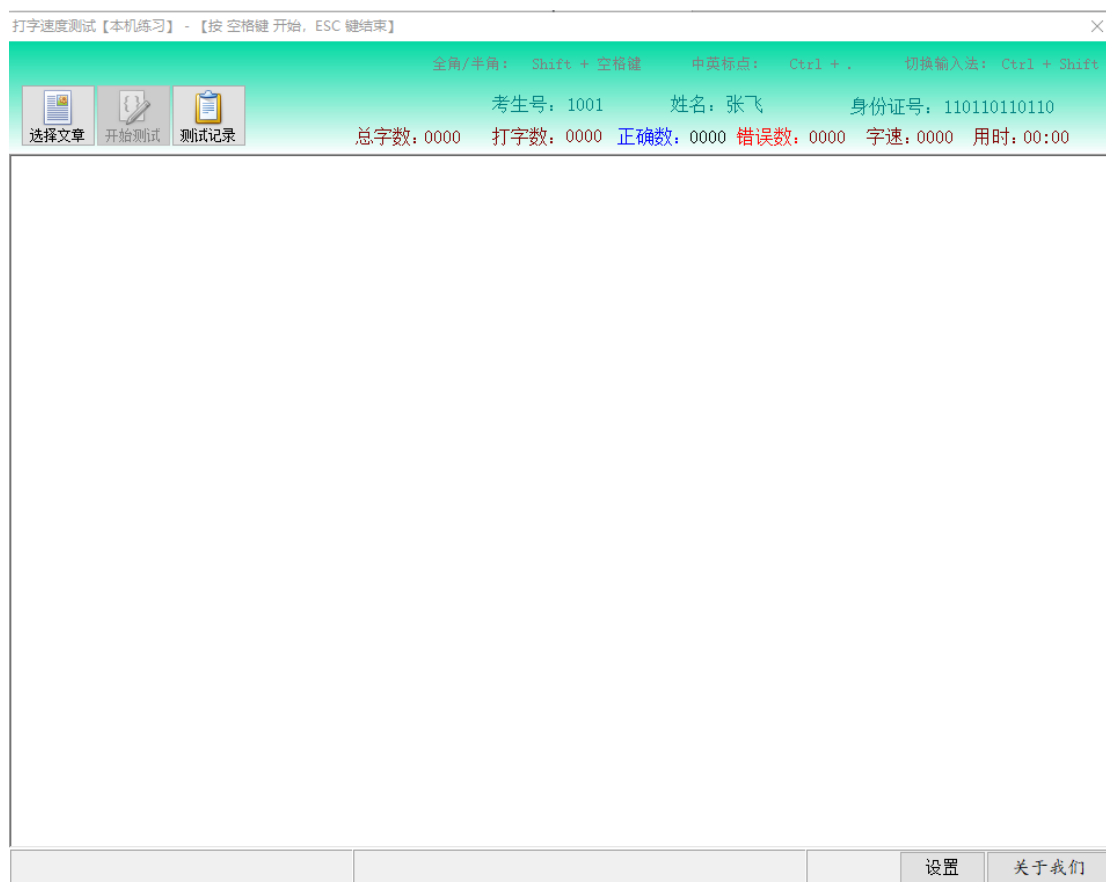 打字速度测试【本机练习】 - 【按 空格键 开始，ESC 键结束】
全角/半角： Shift + 空格键 中英标点： Ctrl + . 切换输入法： Ctrl + Shift
考生号：1001 姓名：张飞 身份证号：110110110110
选择文章 开始测试 测试记录 总字数：0000 打字数：0000 正确数：0000 错误数：0000 字速：0000 用时：00:00
设置 关于我们